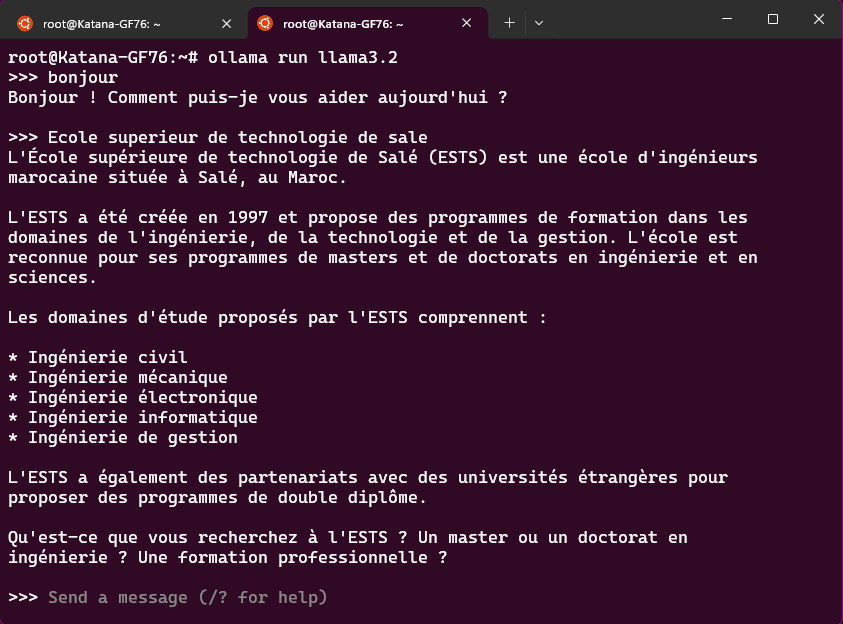 root@Katana-GF76: ~
root@Katana-GF76: ~
root@Katana-GF76:~# ollama run llama3.2
>>> bonjour
Bonjour ! Comment puis-je vous aider aujourd'hui ?
>>> Ecole superieur de technologie de sale
L'École supérieure de technologie de Salé (ESTS) est une école d'ingénieurs
marocaine située à Salé, au Maroc.
L'ESTS a été créée en 1997 et propose des programmes de formation dans les
domaines de l'ingénierie, de la technologie et de la gestion. L'école est
reconnue pour ses programmes de masters et de doctorats en ingénierie et en
sciences.
Les domaines d'étude proposés par l'ESTS comprennent :
* Ingénierie civil
* Ingénierie mécanique
* Ingénierie électronique
* Ingénierie informatique
* Ingénierie de gestion
L'ESTS a également des partenariats avec des universités étrangères pour
proposer des programmes de double diplôme.
Qu'est-ce que vous recherchez à l'ESTS ? Un master ou un doctorat en
ingénierie ? Une formation professionnelle ?
>>> Send a message (/? for help)